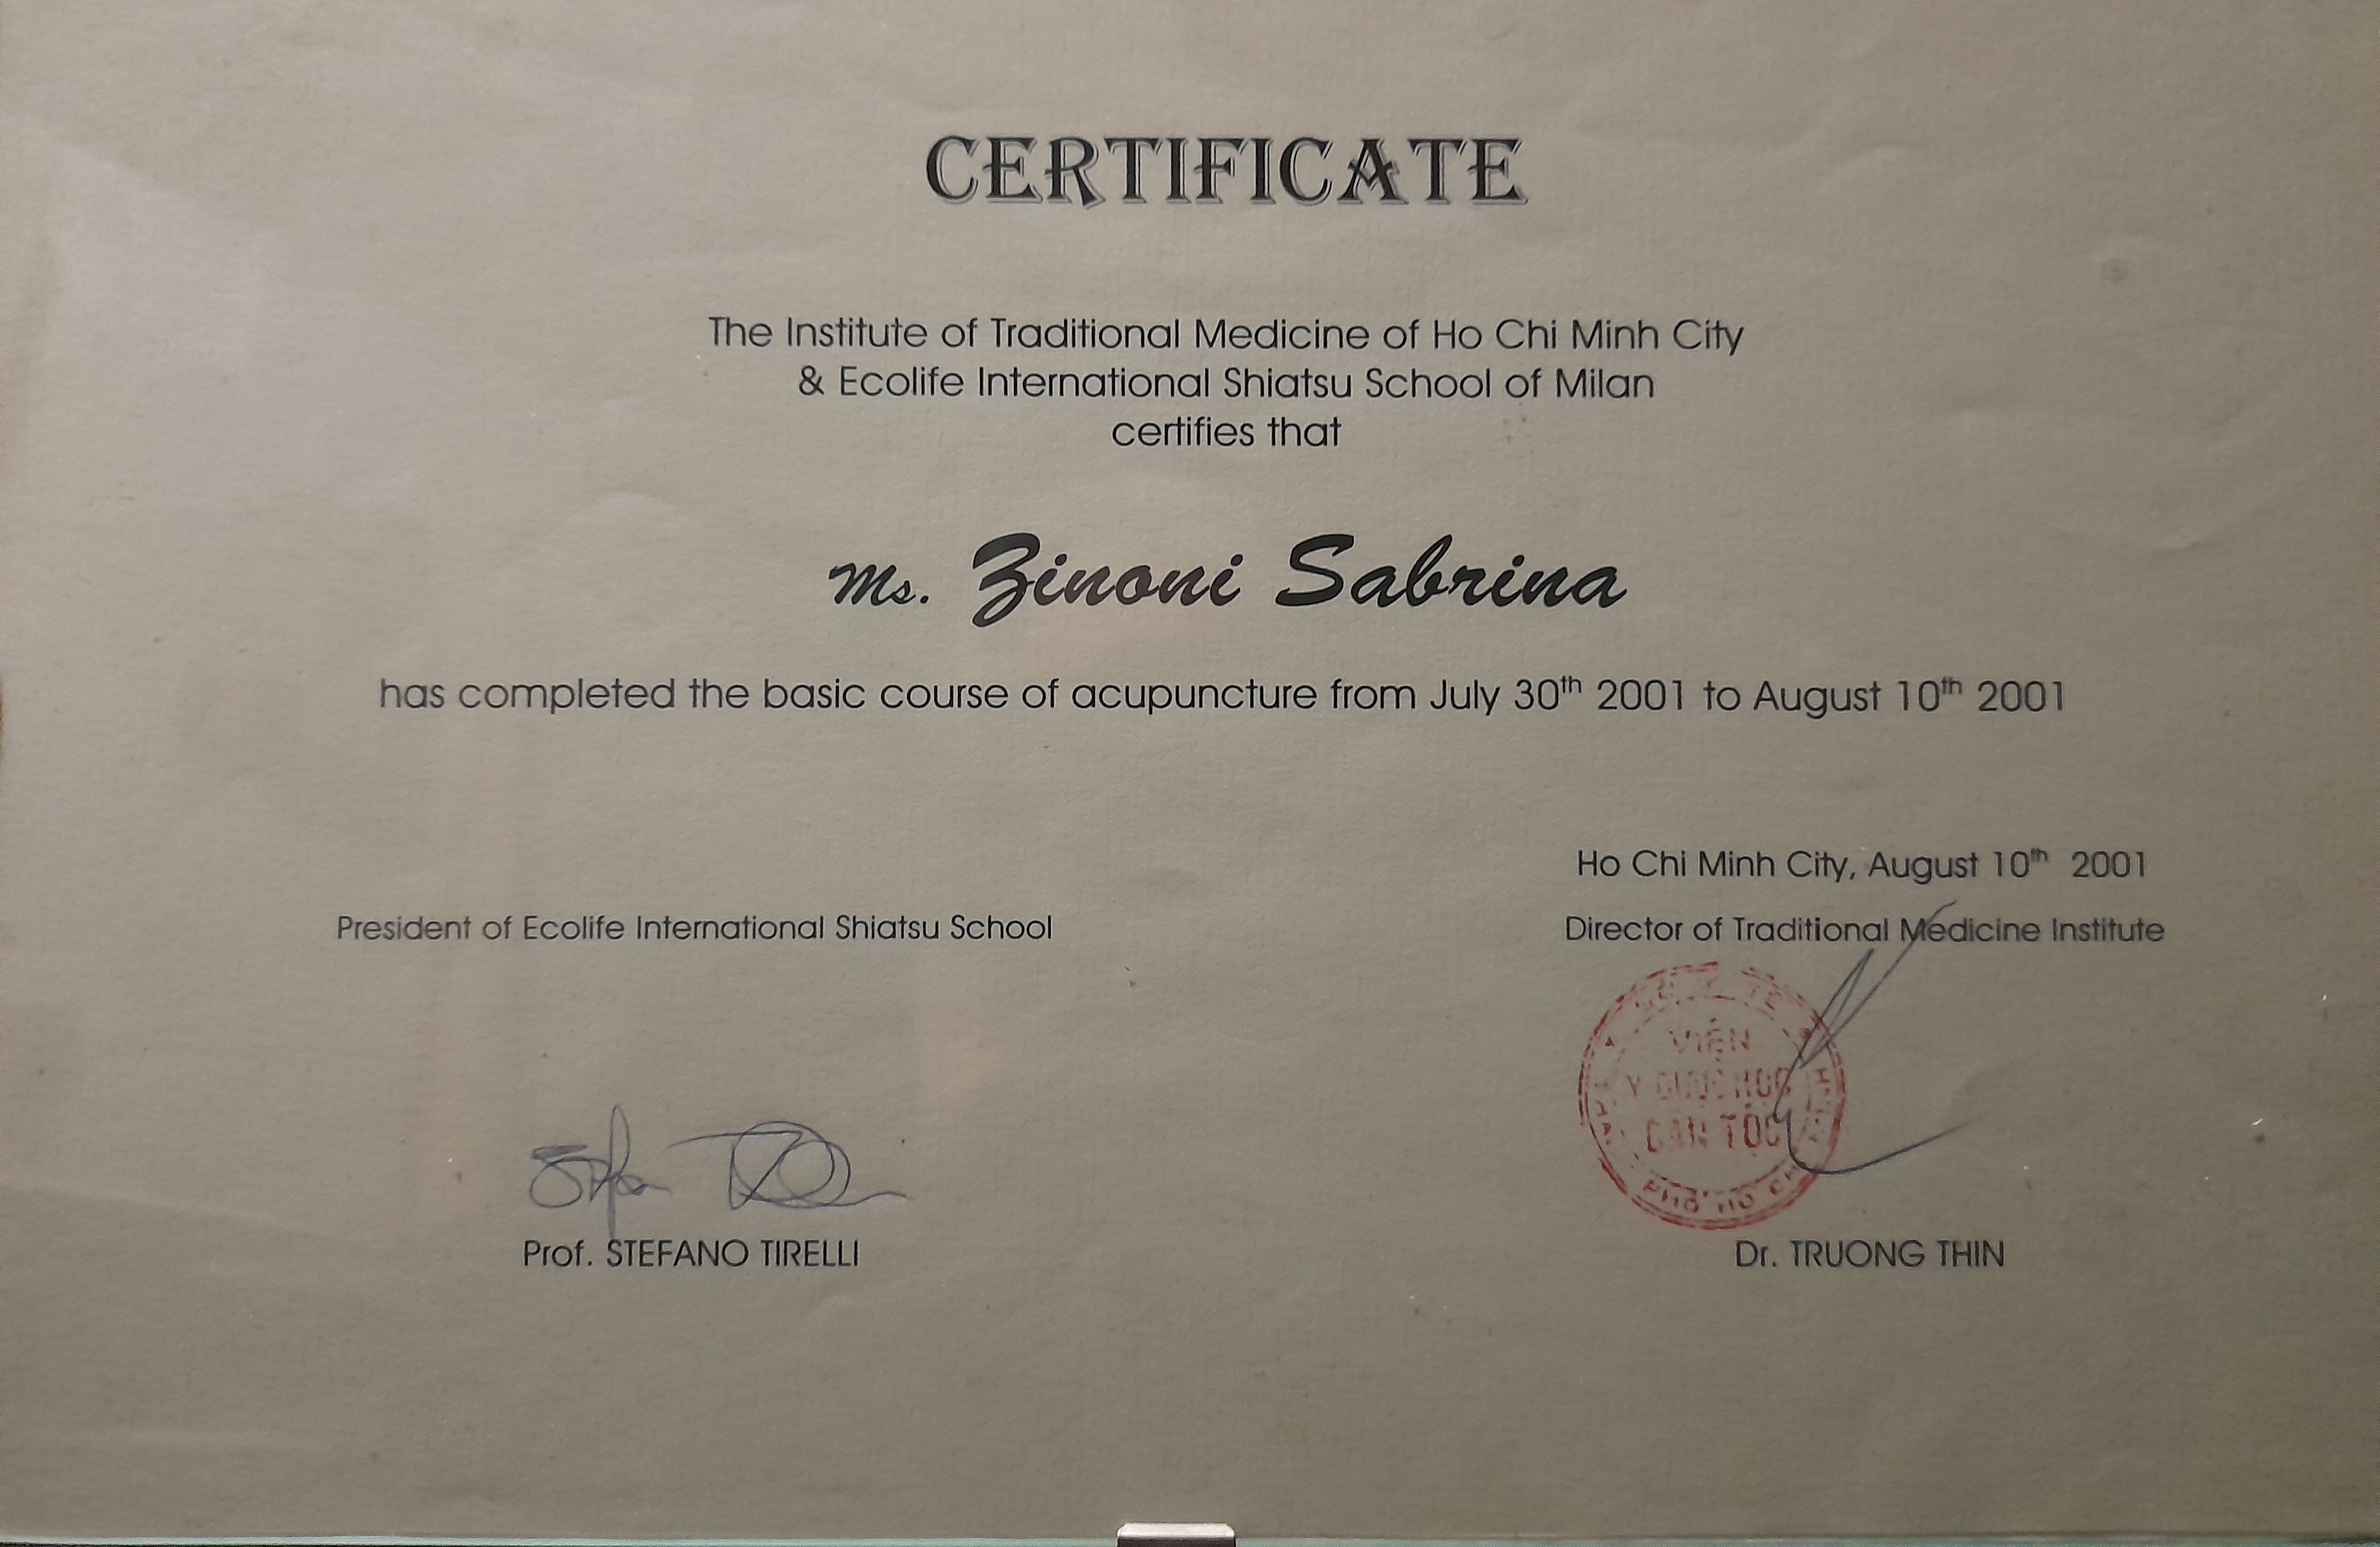 CERTIFICATE
The Institute of Traditional Medicine of Ho Chi Minh City
& Ecolife International Shiatsu School of Milan
certifies that
Ms. Zinoni Sabrina
has completed the basic course of acupuncture from July 30th 2001 to August 10th 2001
Ho Chi Minh City, August 10th 2001
President of Ecolife International Shiatsu School
Director of Traditional Medicine Institute
VIỆN
DÂN TỘC
PHỐ HỒ
Prof. STEFANO TIRELLI
Dr. TRUONG THIN